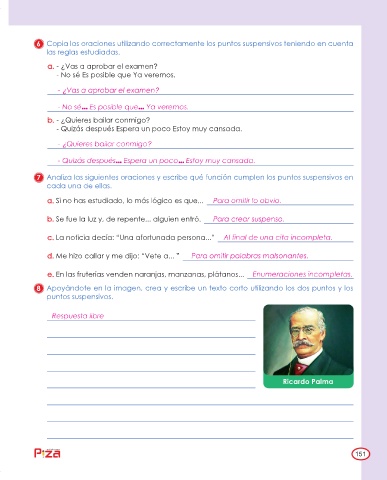 6 Copia las oraciones utilizando correctamente los puntos suspensivos teniendo en cuenta
las reglas estudiadas.
a. - ¿Vas a aprobar el examen?
- No sé Es posible que Ya veremos.
- ¿Vas a aprobar el examen?
- No sé... Es posible que... Ya veremos.
b. - ¿Quieres bailar conmigo?
- Quizás después Espera un poco Estoy muy cansada.
- ¿Quieres bailar conmigo?
- Quizás después... Espera un poco... Estoy muy cansada.
7 Analiza las siguientes oraciones y escribe qué función cumplen los puntos suspensivos en
cada una de ellas.
a. Si no has estudiado, lo más lógico es que... Para omitir lo obvio.
b. Se fue la luz y, de repente... alguien entró. Para crear suspenso.
c. La noticia decía: “Una afortunada persona...” Al final de una cita incompleta.
d. Me hizo callar y me dijo: “Vete a... ” Para omitir palabras malsonantes.
e. En las fruterías venden naranjas, manzanas, plátanos... Enumeraciones incompletas.
8 Apoyándote en la imagen, crea y escribe un texto corto utilizando los dos puntos y los
puntos suspensivos.
Respuesta libre
Ricardo Palma
Pizza
151